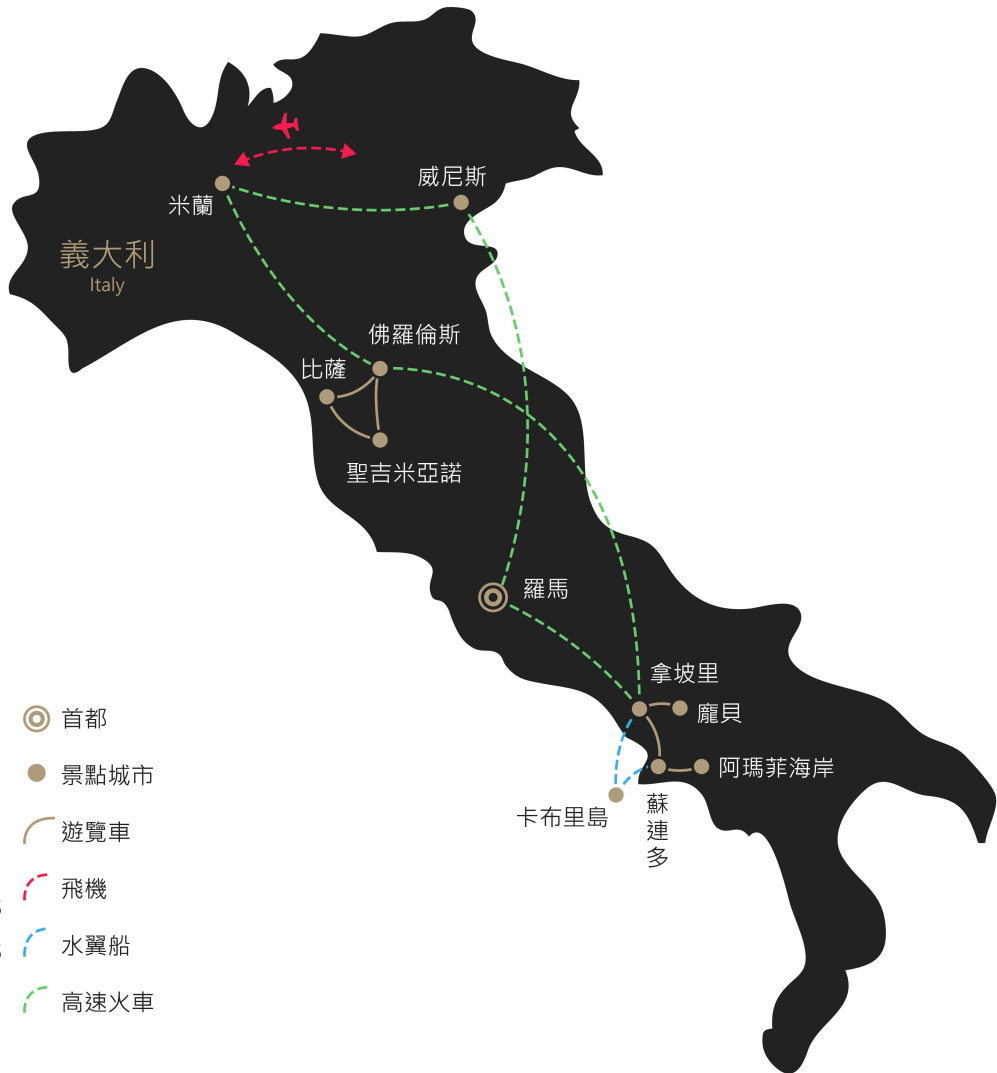 威尼斯
米蘭
義大利
Italy
佛羅倫斯
比薩
聖吉米亞諾
羅馬
拿坡里
龐貝
阿瑪菲海岸
卡布里島
蘇連多
首都
景點城市
遊覽車
飛機
水翼船
高速火車